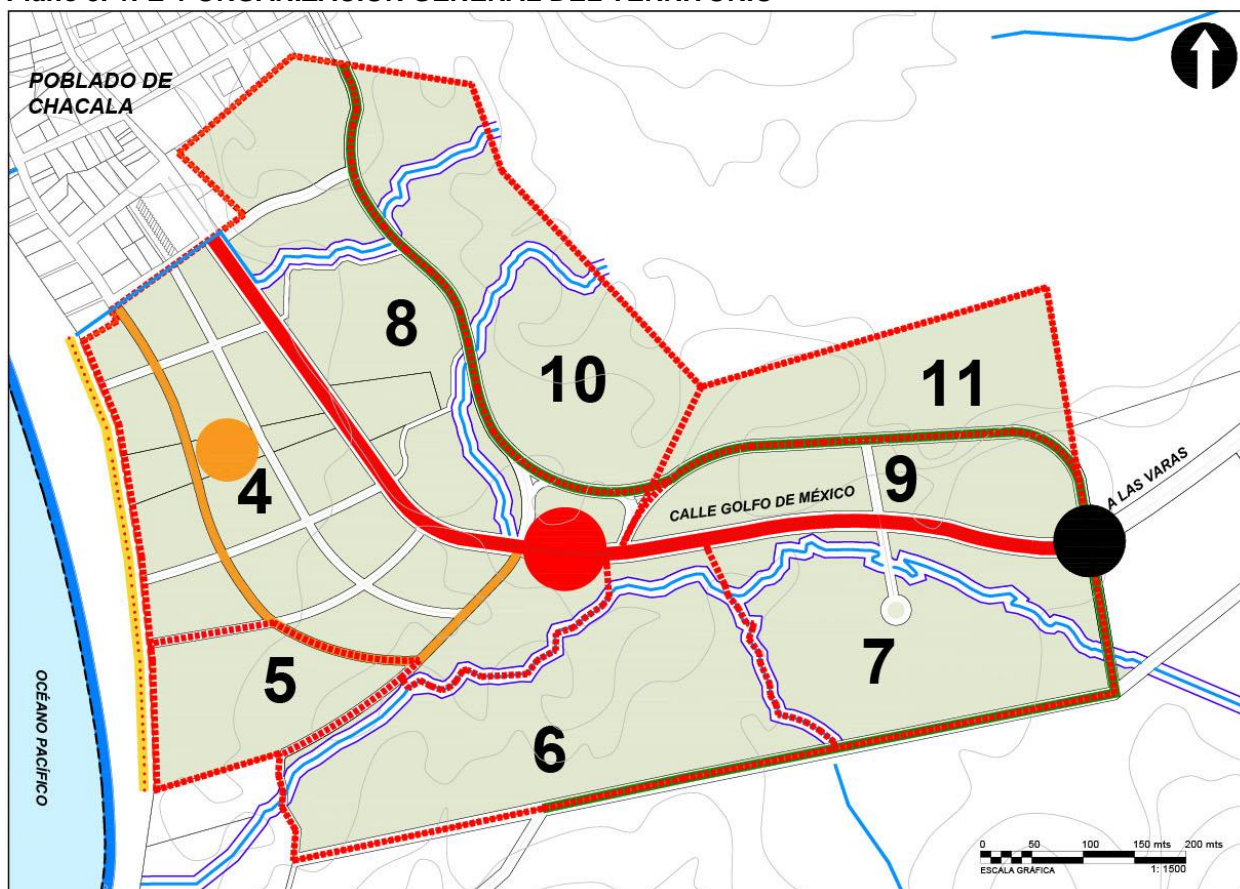 POBLADO DE
CHACALA
8
10
11
4
9
A LAS VARAS
CALLE GOLFO DE MÉXICO
5
7
6
OCÉANO PACÍFICO
0 50 100 150 mts 200 mts
ESCALA GRÁFICA 1: 1500